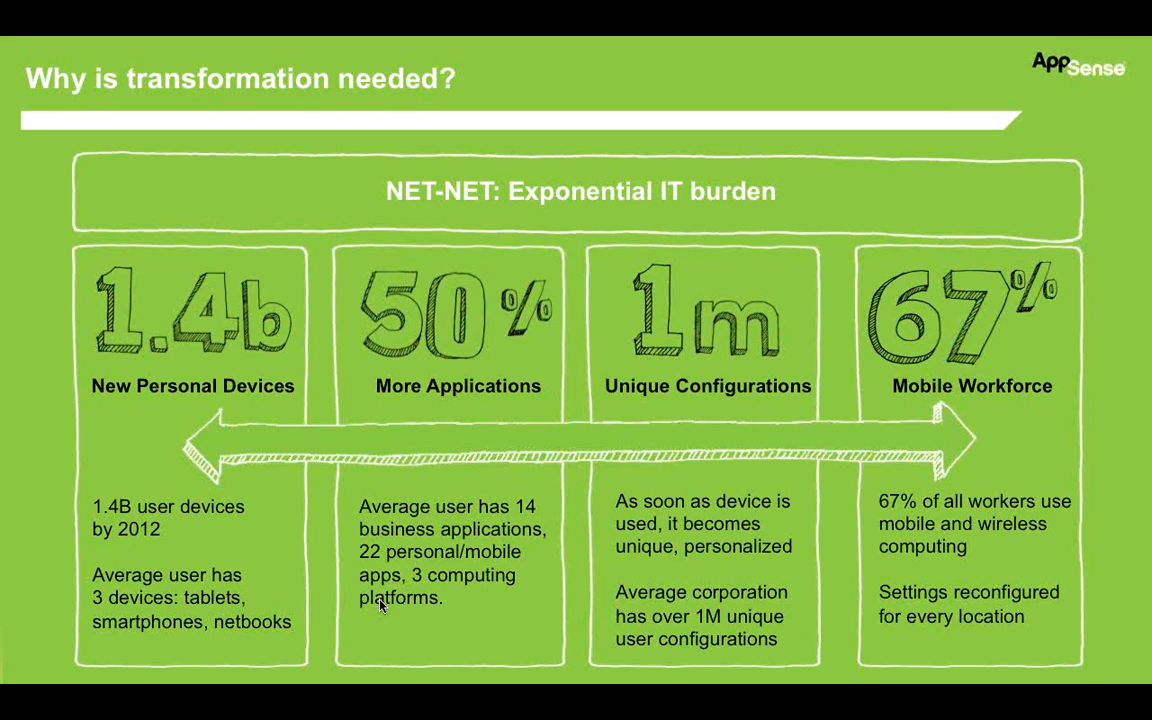 Why is transformation needed?
AppSense
NET-NET: Exponential IT burden
1.4b
New Personal Devices
1.4B user devices
by 2012
Average user has
3 devices: tablets,
smartphones, netbooks
50%
More Applications
Average user has 14
business applications,
22 personal/mobile
apps, 3 computing
platforms.
1m
Unique Configurations
As soon as device is
used, it becomes
unique, personalized
Average corporation
has over 1M unique
user configurations
67%
Mobile Workforce
67% of all workers use
mobile and wireless
computing
Settings reconfigured
for every location